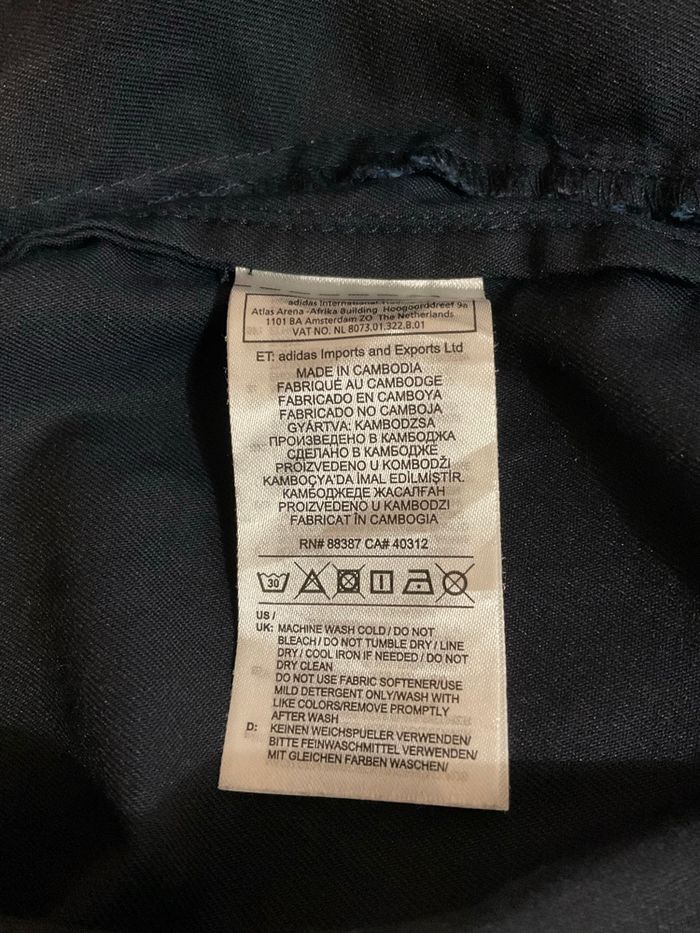 adidas International
Atlas Arena -Afrika Building Hoogoorddreef 9a
1101 BA Amsterdam ZO The Netherlands
VAT NO. NL 8073.01.322.B.01
ET: adidas Imports and Exports Ltd
MADE IN CAMBODIA
FABRIQUÉ AU CAMBODGE
FABRICADO EN CAMBOYA
FABRICADO NO CAMBOJA
GYÁRTVA: KAMBODZSA
ПРОИЗВЕДЕНО В КАМБОДЖА
СДЕЛАНО В КАМБОДЖЕ
PROIZVEDENO U KOMBODŽI
KAMBOÇYA'DA İMAL EDİLMİŞTİR.
КАМБОДЖЕДЕ ЖАСАЛҒАН
PROIZVEDENO U KAMBODZI
FABRICAT ÎN CAMBOGIA
RN# 88387 CA# 40312
30
US /
UK: MACHINE WASH COLD / DO NOT
BLEACH / DO NOT TUMBLE DRY / LINE
DRY / COOL IRON IF NEEDED / DO NOT
DRY CLEAN
DO NOT USE FABRIC SOFTENER/USE
MILD DETERGENT ONLY/WASH WITH
LIKE COLORS/REMOVE PROMPTLY
AFTER WASH
D: KEINEN WEICHSPUELER VERWENDEN/
BITTE FEINWASCHMITTEL VERWENDEN/
MIT GLEICHEN FARBEN WASCHEN/